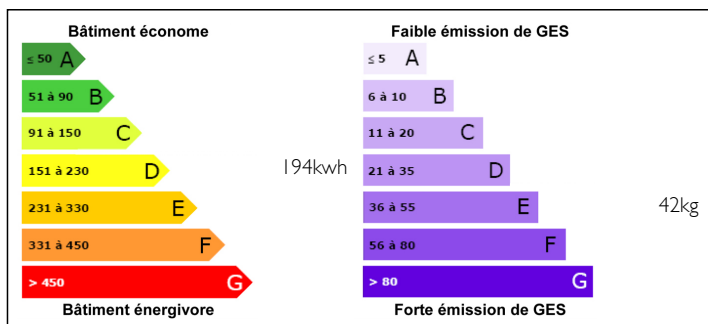 Bâtiment économe
≤ 50 A
51 à 90 B
91 à 150 C
151 à 230 D
231 à 330 E
331 à 450 F
> 450 G
Bâtiment énergivore
194kwh
Faible émission de GES
≤ 5 A
6 à 10 B
11 à 20 C
21 à 35 D
36 à 55 E
56 à 80 F
> 80 G
Forte émission de GES
42kg